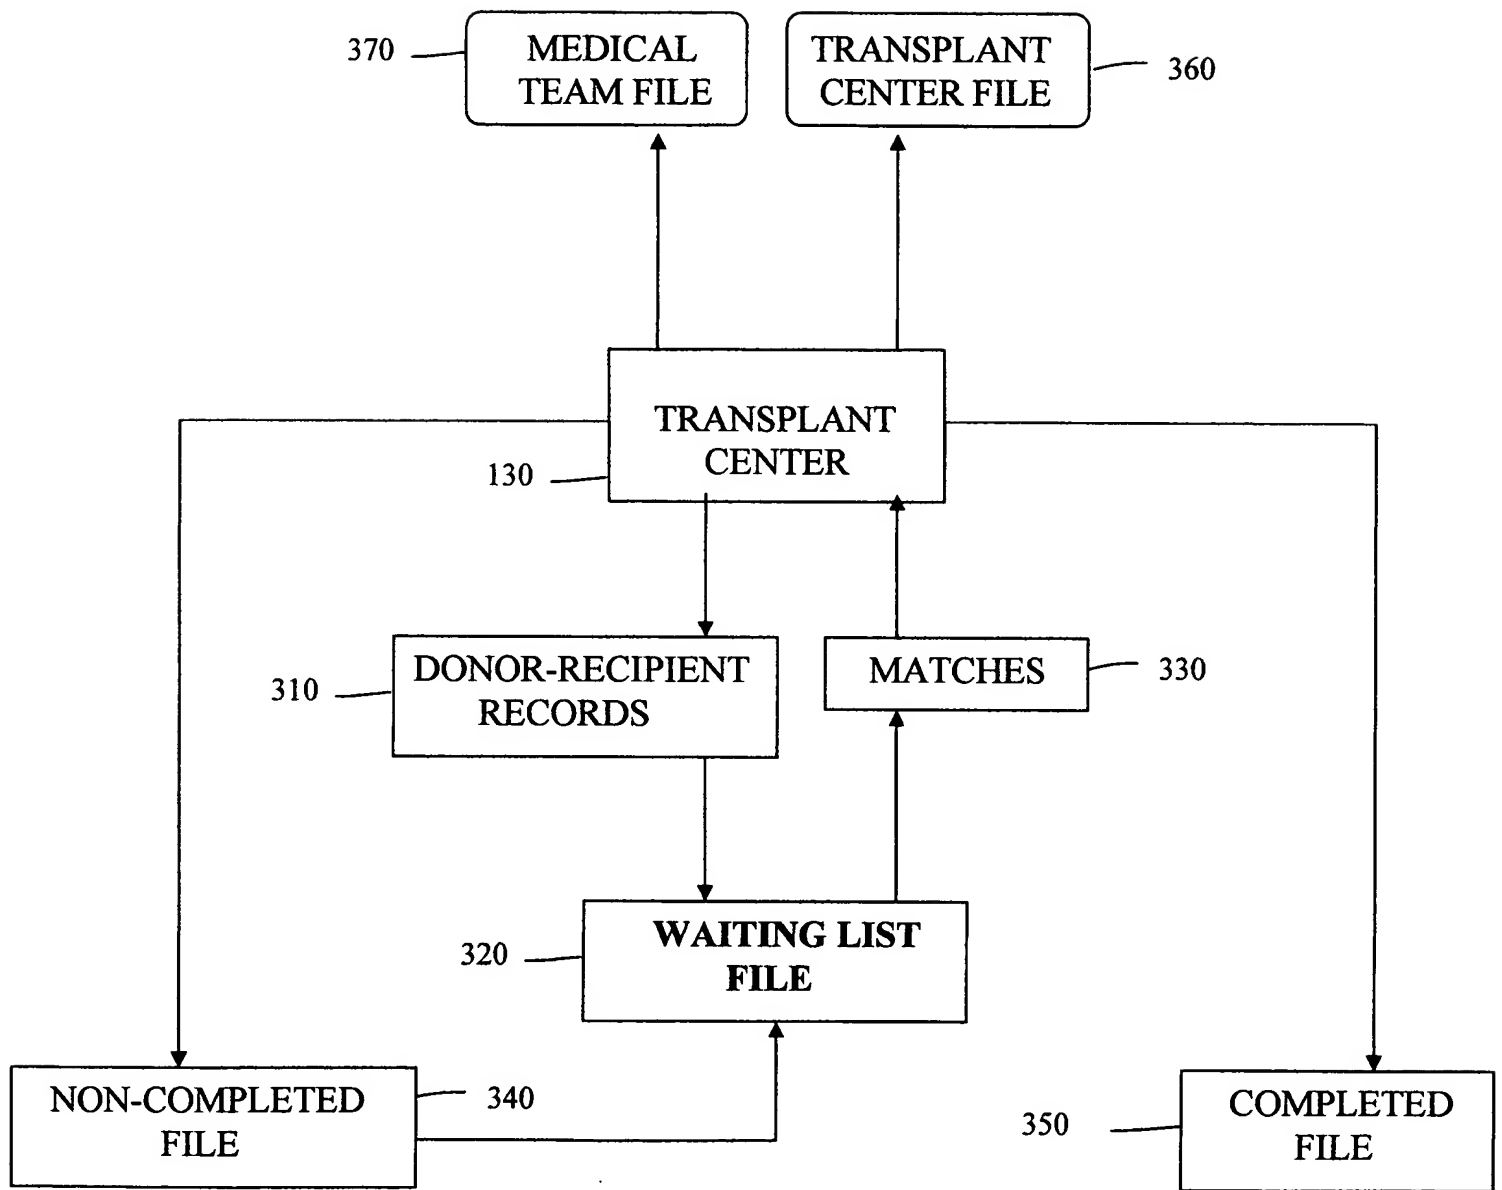 370
MEDICAL
TEAM FILE
TRANSPLANT
CENTER FILE
360
TRANSPLANT
CENTER
130
310
DONOR-RECIPIENT
RECORDS
MATCHES
330
320
WAITING LIST
FILE
NON-COMPLETED
FILE
340
350
COMPLETED
FILE